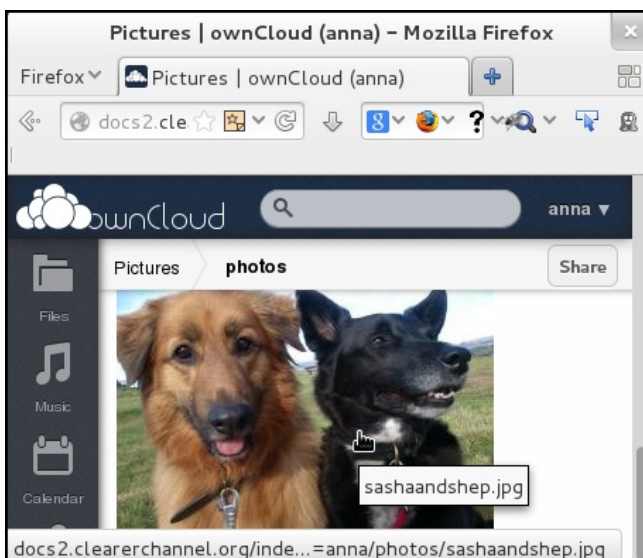 Pictures | ownCloud (anna) – Mozilla Firefox
Firefox Pictures | ownCloud (anna)
docs2.cle
ownCloud anna ▾
Pictures photos Share
Files
Music
Calendar
sashaandshep.jpg
docs2.clearerchannel.org/inde...=anna/photos/sashaandshep.jpg